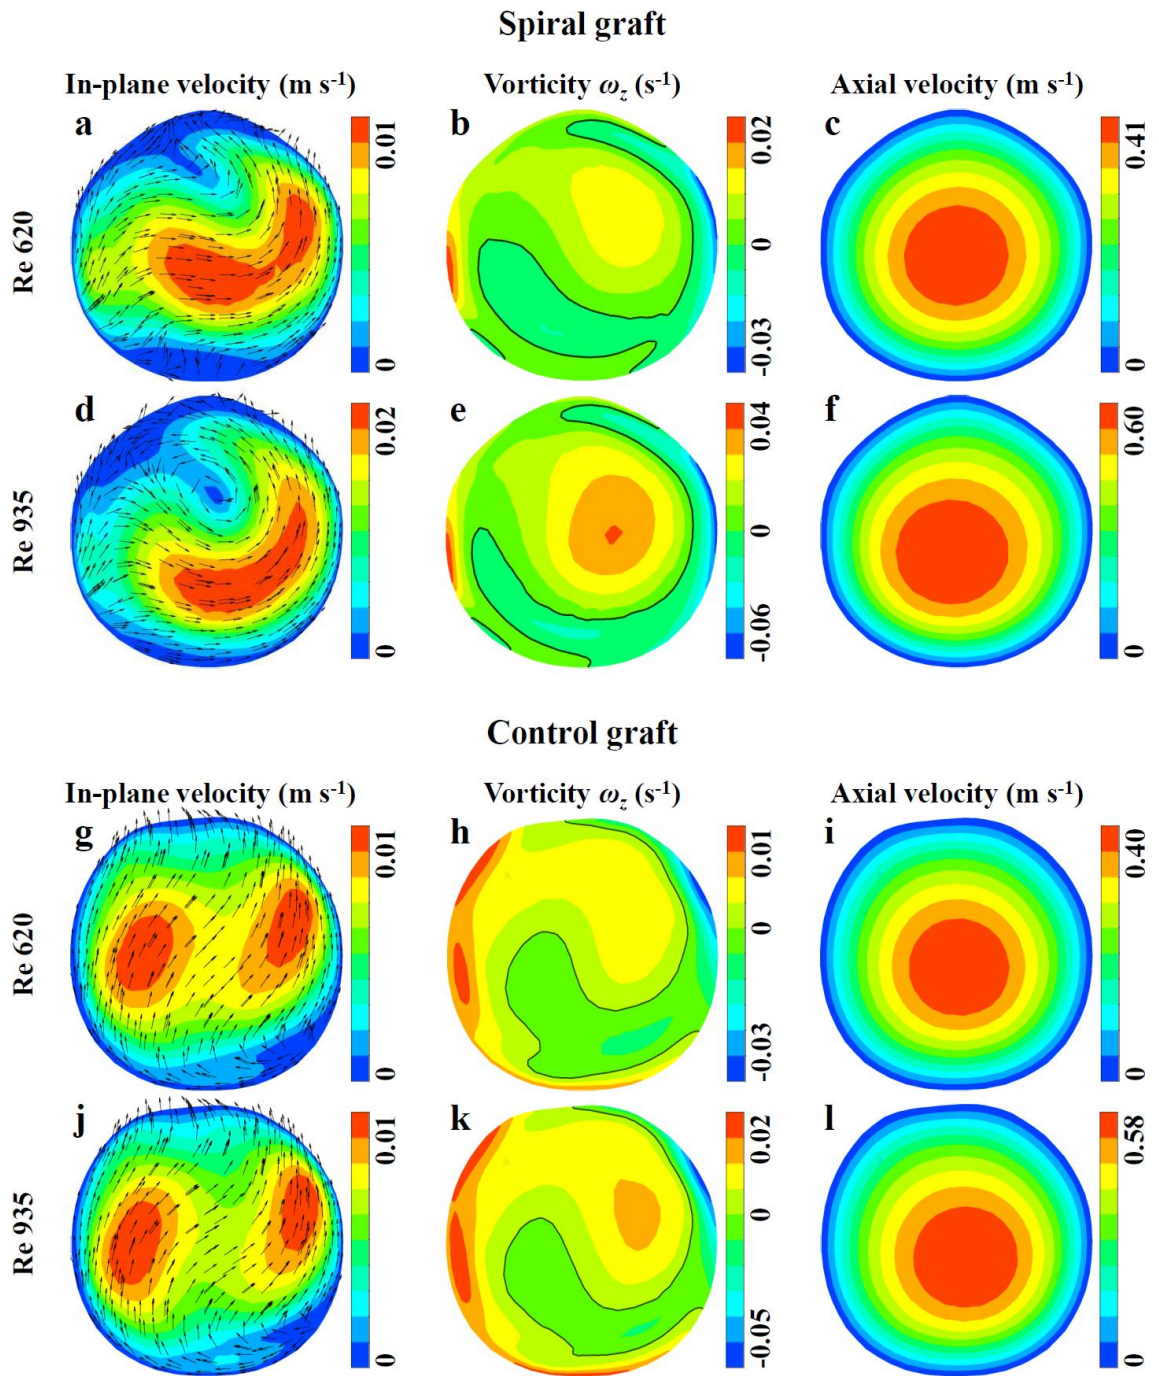 Spiral graft
In-plane velocity (m s⁻¹) Vorticity ω_z (s⁻¹) Axial velocity (m s⁻¹)
a b c
Re 620
0.01
0
0.02
0
-0.03
0.41
0
d e f
Re 935
0.02
0
0.04
0
-0.06
0.60
0
Control graft
In-plane velocity (m s⁻¹) Vorticity ω_z (s⁻¹) Axial velocity (m s⁻¹)
g h i
Re 620
0.01
0
0.01
0
-0.03
0.40
0
j k l
Re 935
0.01
0
0.02
0
-0.05
0.58
0